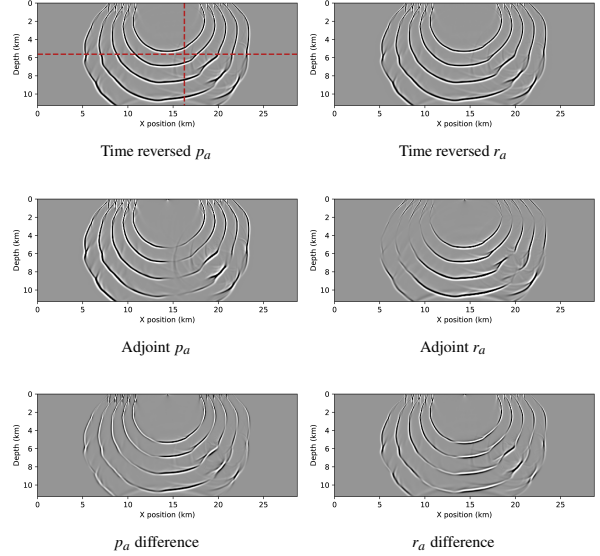 0
2
4
6
8
10
Depth (km)
0 5 10 15 20 25
X position (km)
Time reversed pₐ
0
2
4
6
8
10
Depth (km)
0 5 10 15 20 25
X position (km)
Time reversed rₐ
0
2
4
6
8
10
Depth (km)
0 5 10 15 20 25
X position (km)
Adjoint pₐ
0
2
4
6
8
10
Depth (km)
0 5 10 15 20 25
X position (km)
Adjoint rₐ
0
2
4
6
8
10
Depth (km)
0 5 10 15 20 25
X position (km)
pₐ difference
0
2
4
6
8
10
Depth (km)
0 5 10 15 20 25
X position (km)
rₐ difference